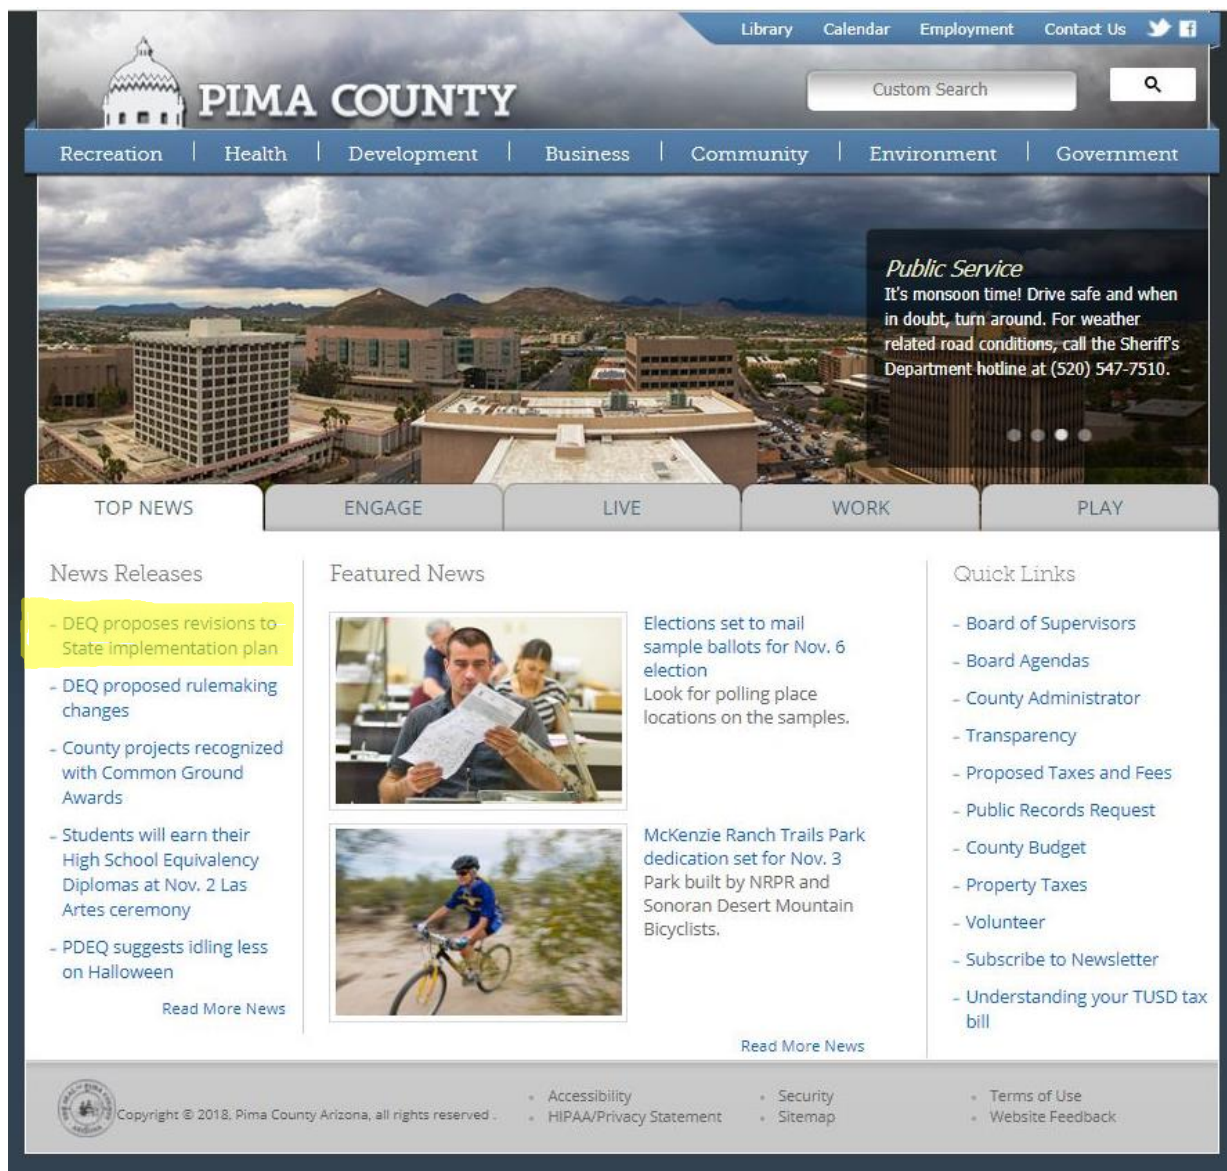 Library Calendar Employment Contact Us
PIMA COUNTY
Custom Search
Recreation Health Development Business Community Environment Government
Public Service
It's monsoon time! Drive safe and when
in doubt, turn around. For weather
related road conditions, call the Sheriff's
Department hotline at (520) 547-7510.
TOP NEWS ENGAGE LIVE WORK PLAY
News Releases
- DEQ proposes revisions to
State implementation plan
- DEQ proposed rulemaking
changes
- County projects recognized
with Common Ground
Awards
- Students will earn their
High School Equivalency
Diplomas at Nov. 2 Las
Artes ceremony
- PDEQ suggests idling less
on Halloween
Read More News
Featured News
Elections set to mail
sample ballots for Nov. 6
election
Look for polling place
locations on the samples.
McKenzie Ranch Trails Park
dedication set for Nov. 3
Park built by NRPR and
Sonoran Desert Mountain
Bicyclists.
Read More News
Quick Links
- Board of Supervisors
- Board Agendas
- County Administrator
- Transparency
- Proposed Taxes and Fees
- Public Records Request
- County Budget
- Property Taxes
- Volunteer
- Subscribe to Newsletter
- Understanding your TUSD tax
bill
Copyright © 2018, Pima County Arizona, all rights reserved .
Accessibility
HIPAA/Privacy Statement
Security
Sitemap
Terms of Use
Website Feedback